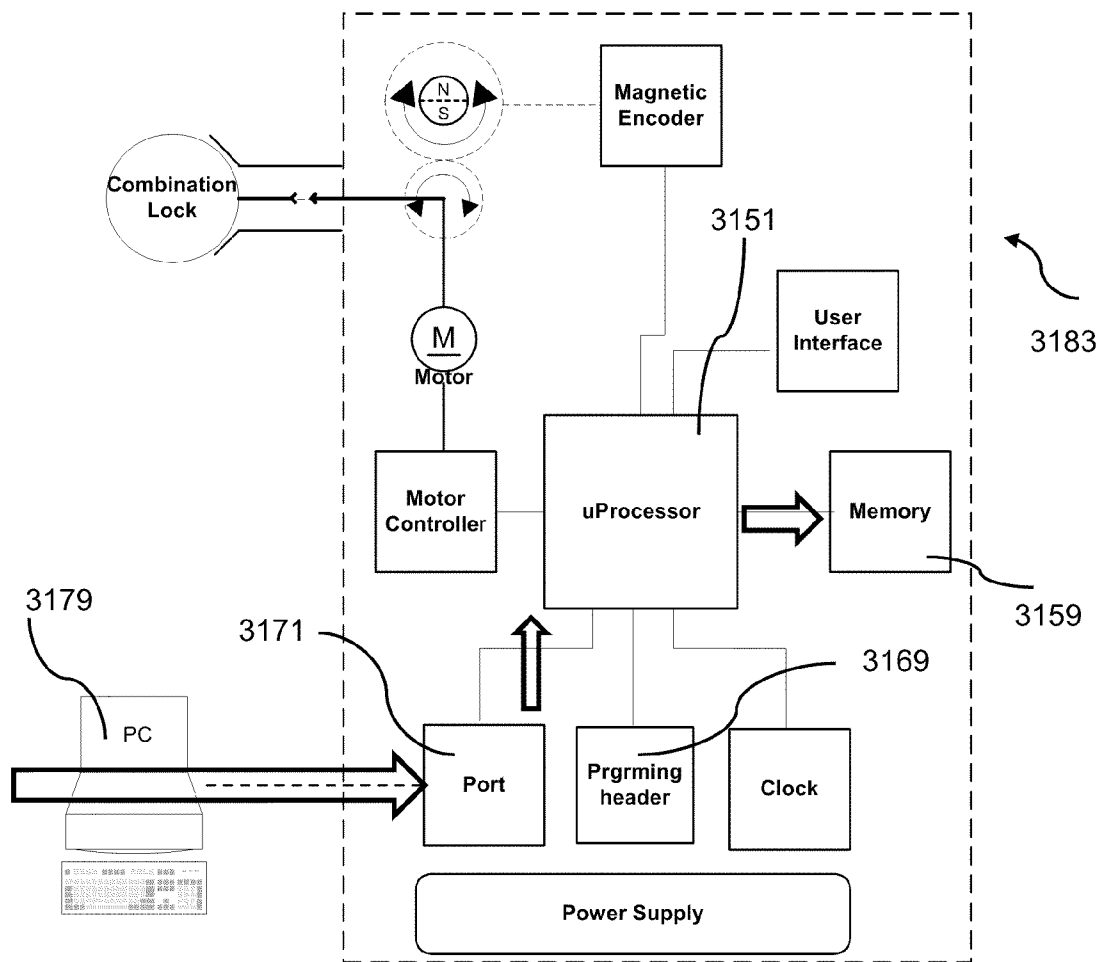 N
S
Magnetic
Encoder
Combination
Lock
3151
User
Interface
3183
M
Motor
Motor
Controller
uProcessor
Memory
3179
3171
3169
3159
PC
Port
Prgrming
header
Clock
Power Supply